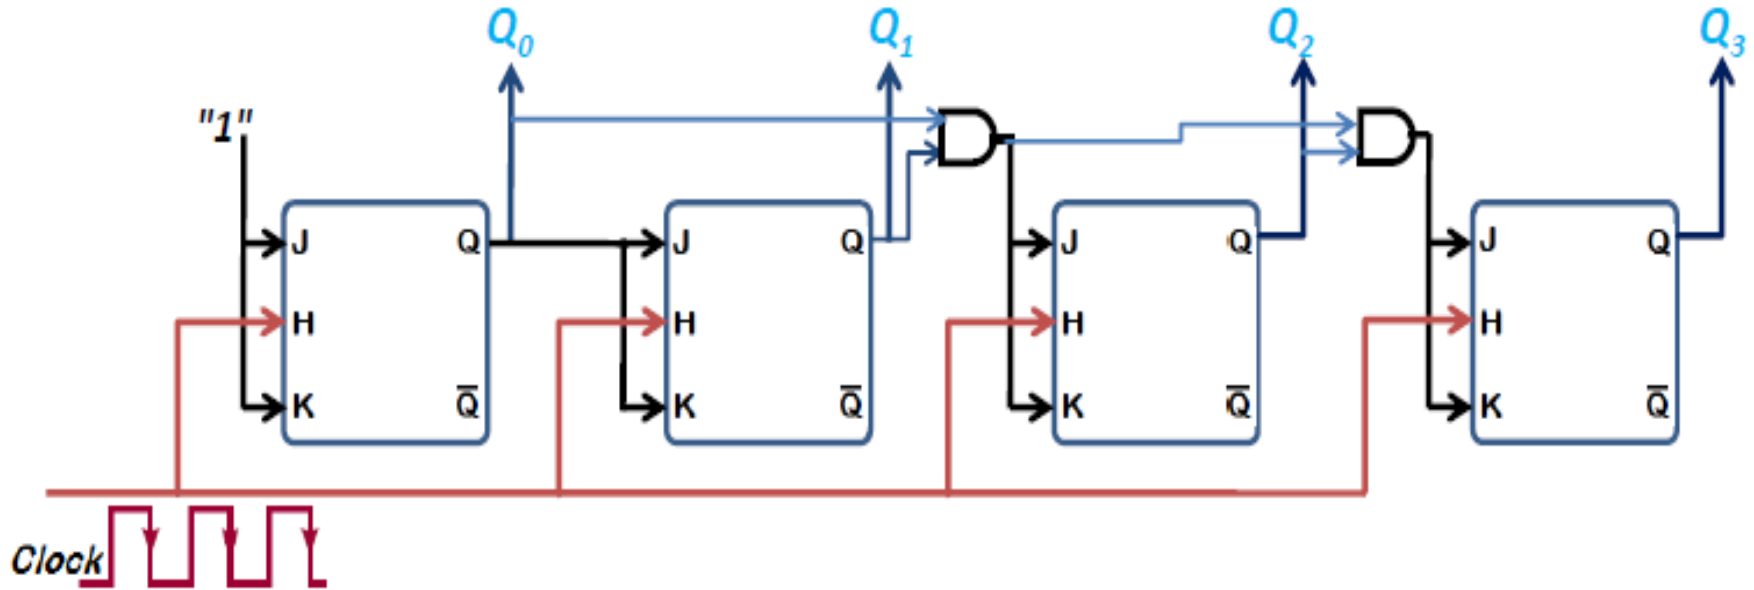 Q0 Q1 Q2 Q3
"1"
J Q J Q J Q J Q
H H H H
K Q̅ K Q̅ K Q̅ K Q̅
Clock